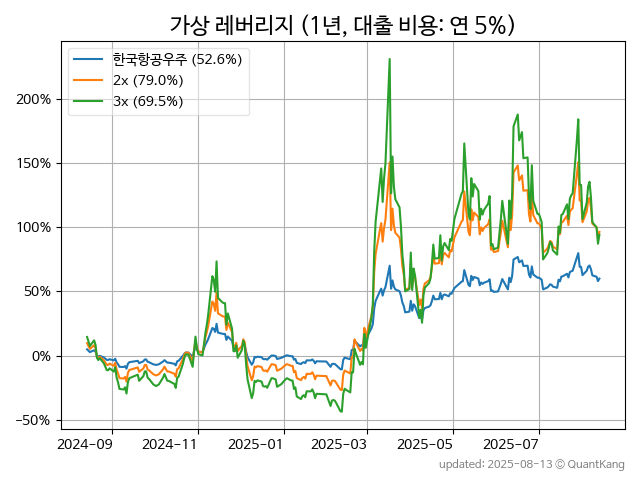 가상 레버리지 (1년, 대출 비용: 연 5%)
한국항공우주 (52.6%)
2x (79.0%)
3x (69.5%)
200%
150%
100%
50%
0%
−50%
2024-09 2024-11 2025-01 2025-03 2025-05 2025-07
updated: 2025-08-13 © QuantKang